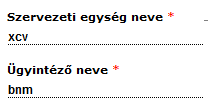 Szervezeti egység neve *
xcv
Ügyintéző neve *
bnm